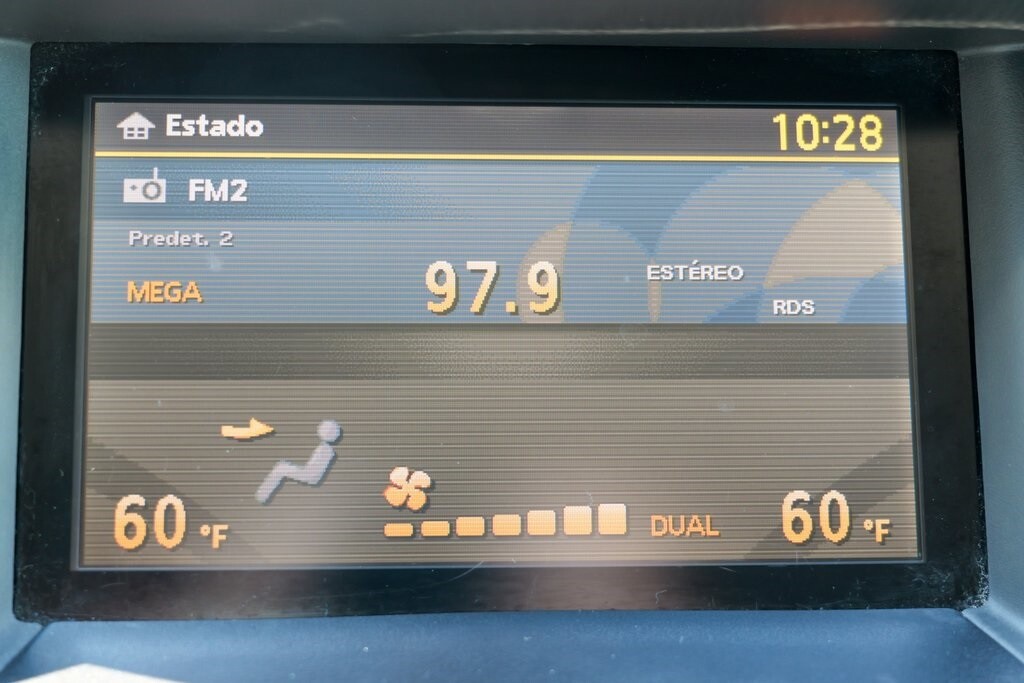 Estado 10:28
FM2
Predet. 2
MEGA 97.9 ESTÉREO
RDS
60 °F DUAL 60 °F